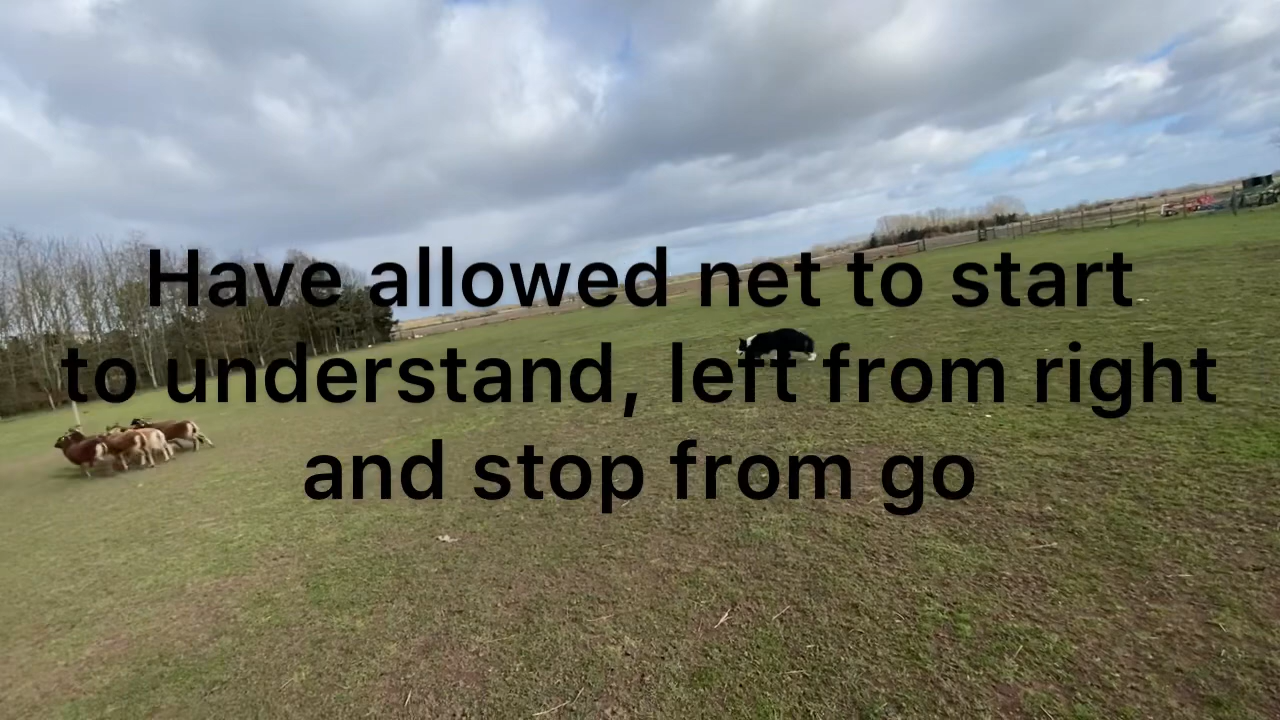 Have allowed net to start
to understand, left from right
and stop from go